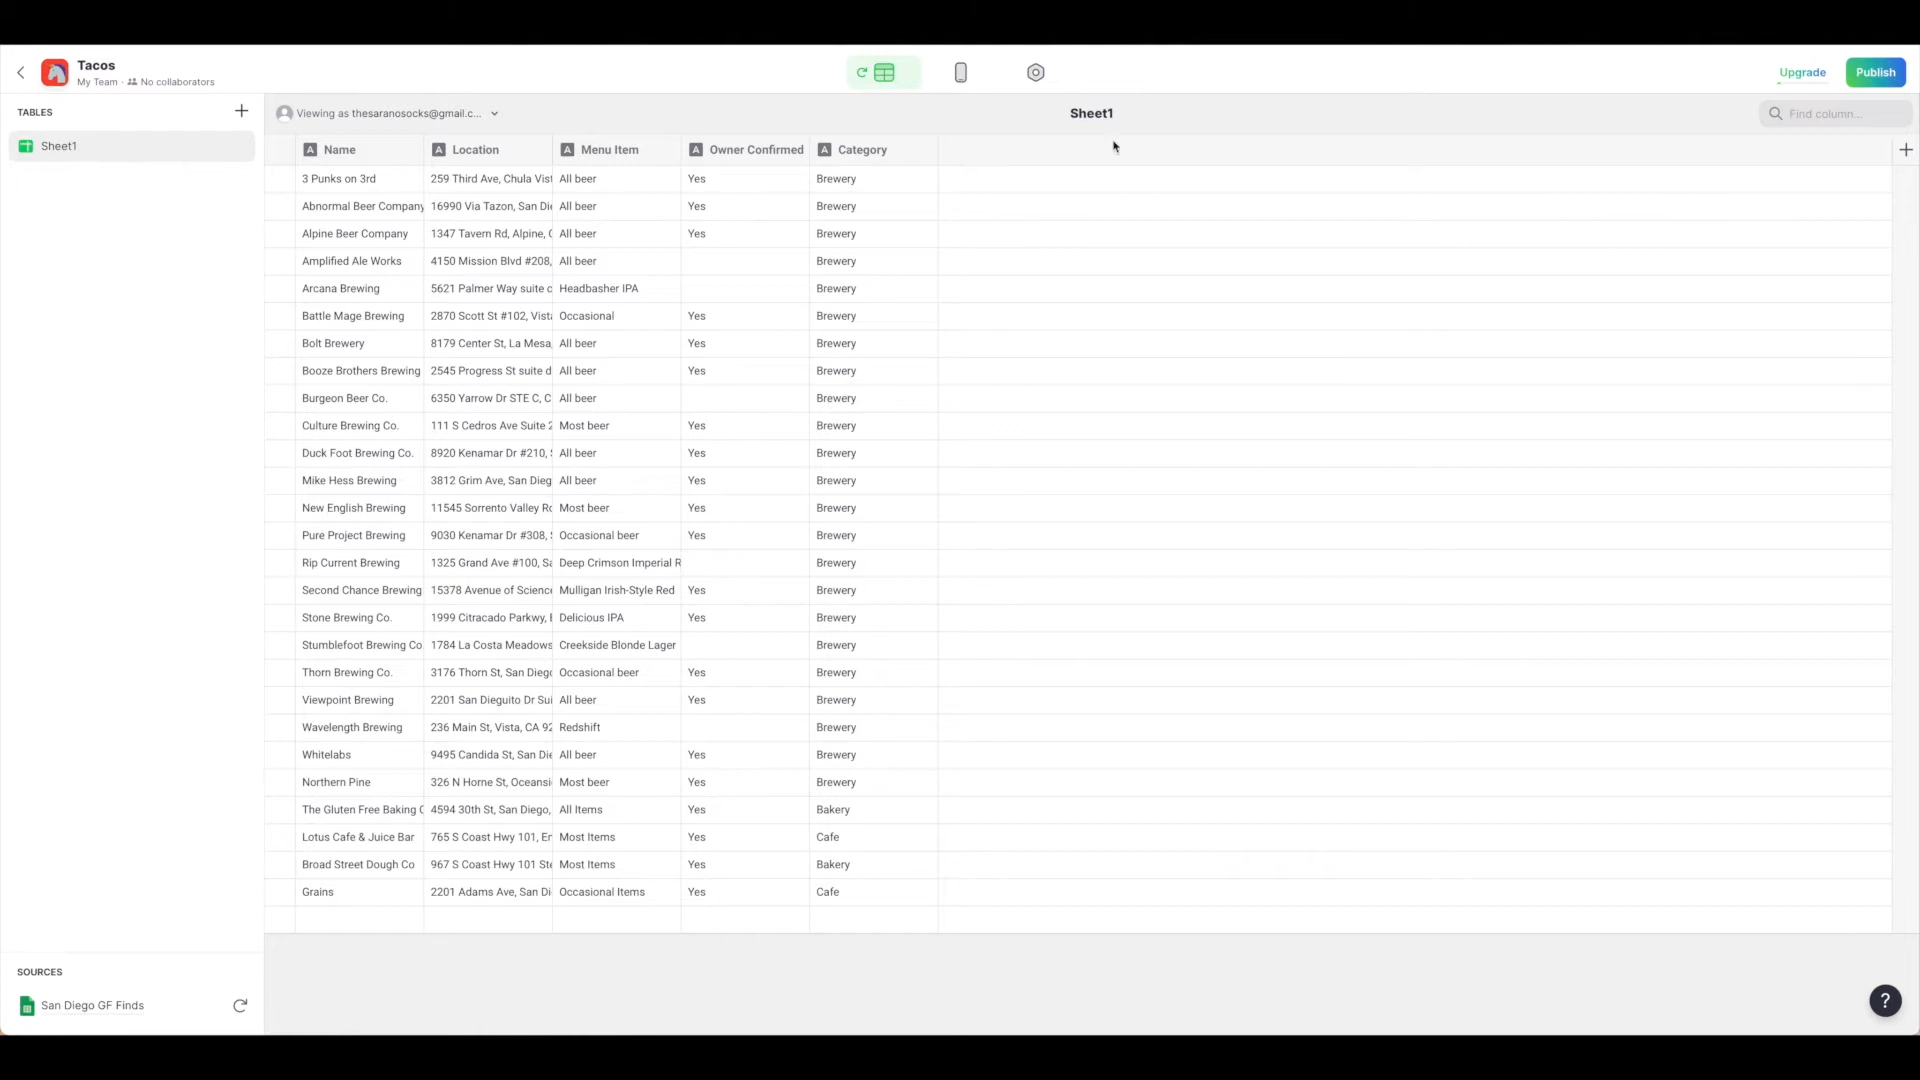 Tacos
My Team · No collaborators
Upgrade
Publish
TABLES
Sheet1
Viewing as thesaranosocks@gmail.c...
Sheet1
Find column...
Name Location Menu Item Owner Confirmed Category
3 Punks on 3rd 259 Third Ave, Chula Vist All beer Yes Brewery
Abnormal Beer Company 16990 Via Tazon, San Di All beer Yes Brewery
Alpine Beer Company 1347 Tavern Rd, Alpine, All beer Yes Brewery
Amplified Ale Works 4150 Mission Blvd #208, All beer Brewery
Arcana Brewing 5621 Palmer Way suite c Headbasher IPA Brewery
Battle Mage Brewing 2870 Scott St #102, Vista Occasional Yes Brewery
Bolt Brewery 8179 Center St, La Mesa, All beer Yes Brewery
Booze Brothers Brewing 2545 Progress St suite d All beer Yes Brewery
Burgeon Beer Co. 6350 Yarrow Dr STE C, C All beer Brewery
Culture Brewing Co. 111 S Cedros Ave Suite 2 Most beer Yes Brewery
Duck Foot Brewing Co. 8920 Kenamar Dr #210, All beer Yes Brewery
Mike Hess Brewing 3812 Grim Ave, San Dieg All beer Yes Brewery
New English Brewing 11545 Sorrento Valley Rd Most beer Yes Brewery
Pure Project Brewing 9030 Kenamar Dr #308, Occasional beer Yes Brewery
Rip Current Brewing 1325 Grand Ave #100, Sa Deep Crimson Imperial R Brewery
Second Chance Brewing 15378 Avenue of Science Mulligan Irish-Style Red Yes Brewery
Stone Brewing Co. 1999 Citracado Parkway, Delicious IPA Yes Brewery
Stumblefoot Brewing Co 1784 La Costa Meadows Creekside Blonde Lager Brewery
Thorn Brewing Co. 3176 Thorn St, San Diego Occasional beer Yes Brewery
Viewpoint Brewing 2201 San Dieguito Dr Sui All beer Yes Brewery
Wavelength Brewing 236 Main St, Vista, CA 92 Redshift Brewery
Whitelabs 9495 Candida St, San Die All beer Yes Brewery
Northern Pine 326 N Horne St, Oceansi Most beer Yes Brewery
The Gluten Free Baking C 4594 30th St, San Diego, All Items Yes Bakery
Lotus Cafe & Juice Bar 765 S Coast Hwy 101, En Most Items Yes Cafe
Broad Street Dough Co 967 S Coast Hwy 101 Ste Most Items Yes Bakery
Grains 2201 Adams Ave, San Di Occasional Items Yes Cafe
SOURCES
San Diego GF Finds
?